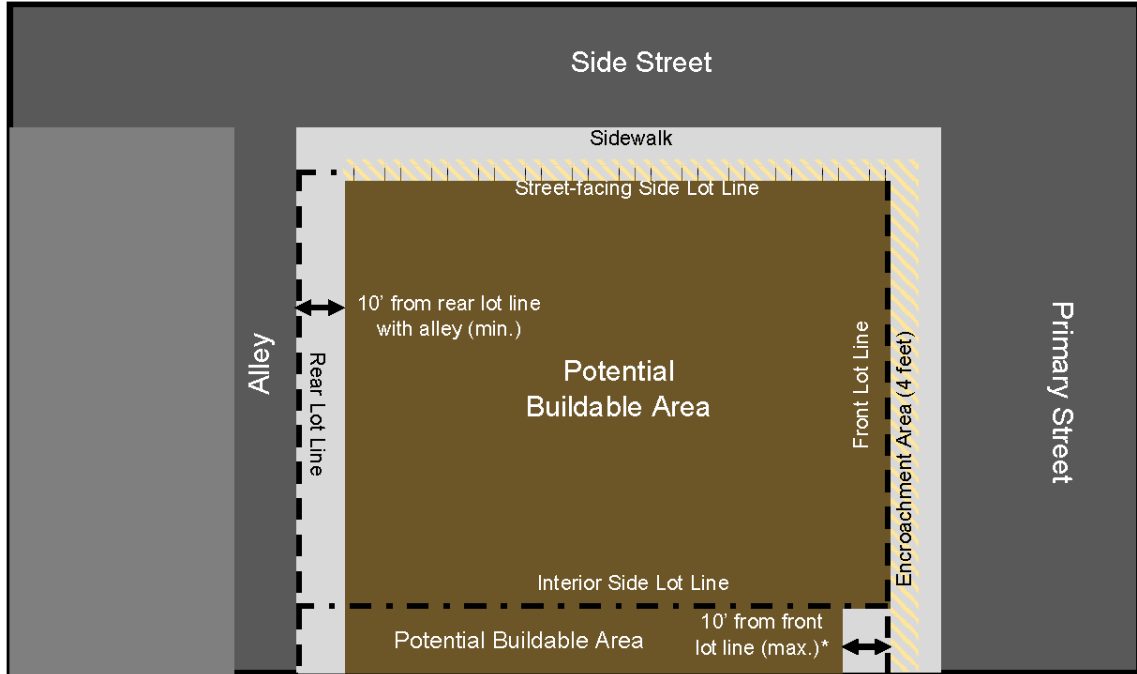 Side Street
Sidewalk
Street-facing Side Lot Line
10’ from rear lot line
with alley (min.)
Alley
Rear Lot Line
Potential
Buildable Area
Front Lot Line
Encroachment Area (4 feet)
Primary Street
Interior Side Lot Line
Potential Buildable Area
10’ from front
lot line (max.)*